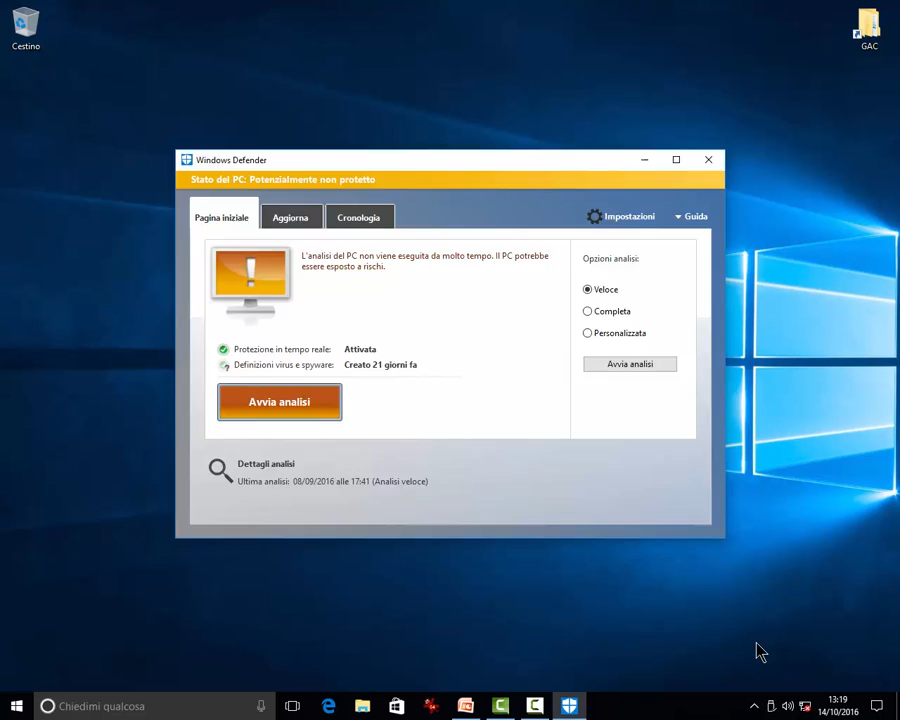 Cestino
GAC
Windows Defender
Stato del PC: Potenzialmente non protetto
Pagina iniziale
Aggiorna
Cronologia
Impostazioni
Guida
L'analisi del PC non viene eseguita da molto tempo. Il PC potrebbe
essere esposto a rischi.
Opzioni analisi:
Veloce
Completa
Personalizzata
Avvia analisi
Protezione in tempo reale: Attivata
Definizioni virus e spyware: Creato 21 giorni fa
Avvia analisi
Dettagli analisi
Ultima analisi: 08/09/2016 alle 17:41 (Analisi veloce)
Chiedimi qualcosa
13:19
14/10/2016